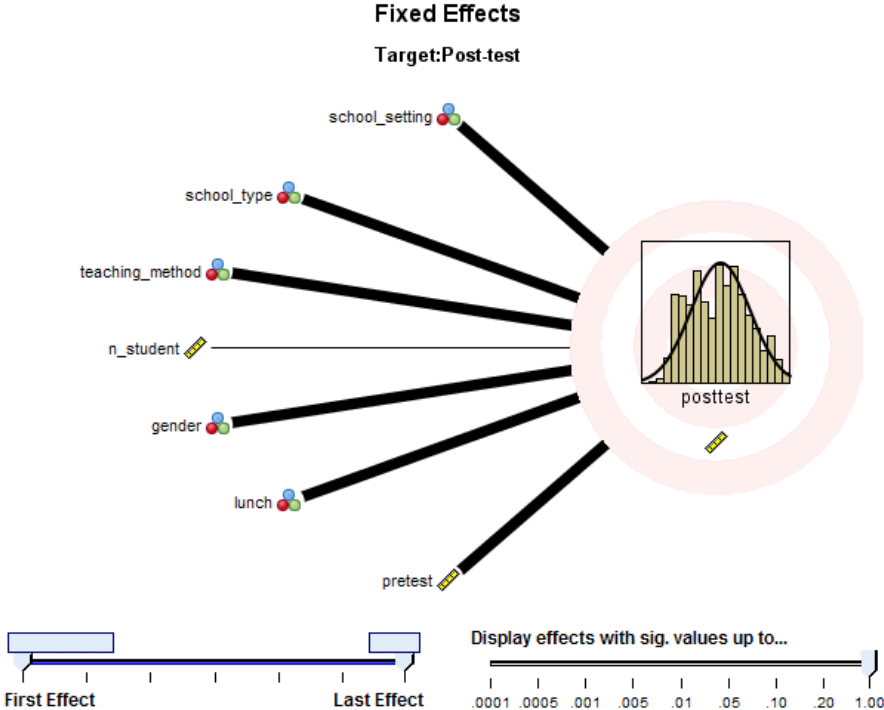 Fixed Effects
Target:Post-test
school_setting
school_type
teaching_method
n_student
gender
lunch
pretest
posttest
First Effect
Last Effect
Display effects with sig. values up to...
.0001 .0005 .001 .005 .01 .05 .10 .20 1.00